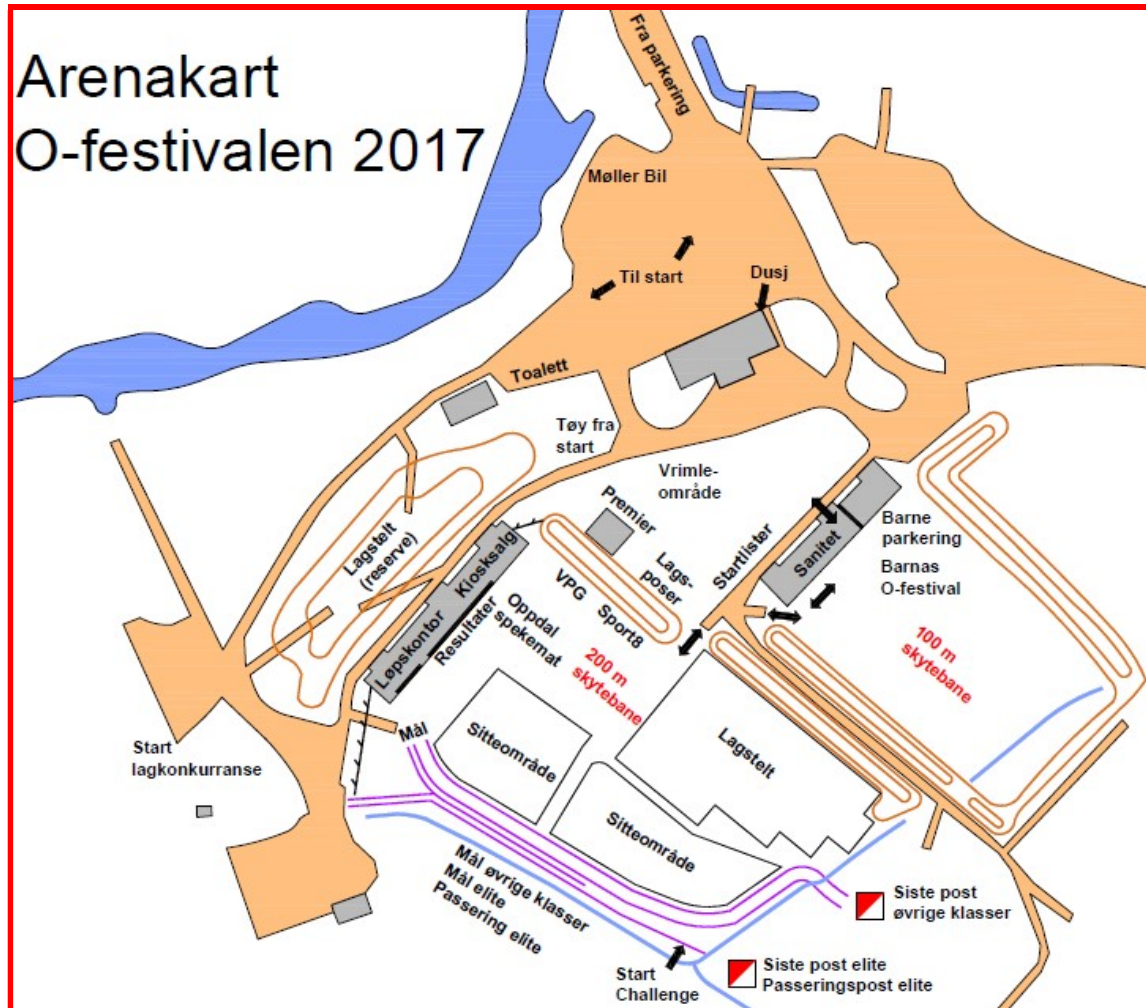 Arenakart
O-festivalen 2017
Fra parkering
Møller Bil
Til start
Dusj
Toalett
Tøy fra
start
Vrimle-
område
Premier
Lags-
poser
Startlister
Sanitet
Barne
parkering
Barnas
O-festival
Lagstelt
(reserve)
Kiosksalg
Løpskontor
Resultater
Oppdal
spekemat
VPG
Sport8
200 m
skytebane
100 m
skytebane
Start
lagkonkurranse
Mål
Sitteområde
Lagstelt
Sitteområde
Mål øvrige klasser
Mål elite
Passering elite
Siste post
øvrige klasser
Start
Challenge
Siste post elite
Passeringspost elite